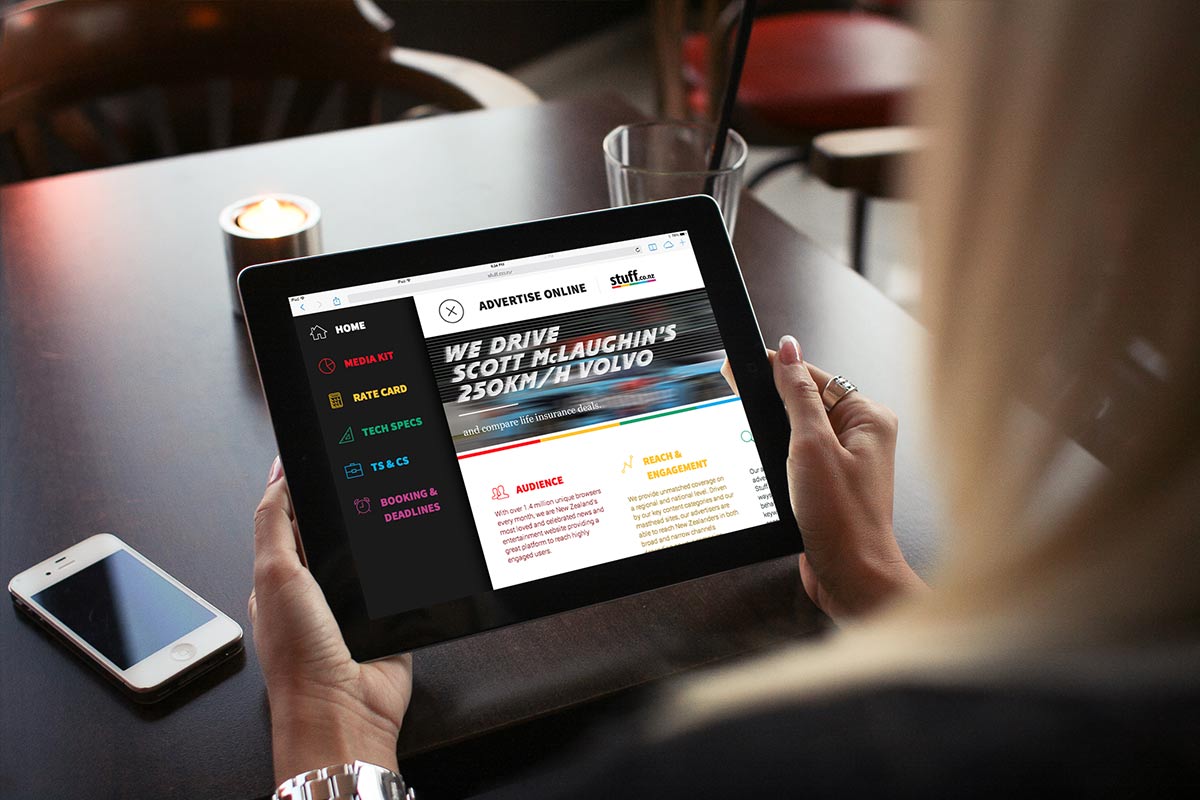 iPad
stuff.co.nz
ADVERTISE ONLINE
stuff.co.nz
HOME
MEDIA KIT
RATE CARD
TECH SPECS
TS & CS
BOOKING &
DEADLINES
WE DRIVE
SCOTT McLAUGHIN'S
250KM/H VOLVO
and compare life insurance deals.
AUDIENCE
With over 1.4 million unique browsers
every month, we are New Zealand's
most loved and celebrated news and
entertainment website providing a
great platform to reach highly
engaged users.
REACH &
ENGAGEMENT
We provide unmatched coverage on
a regional and national level. Driven
by our key content categories and our
masthead sites, our advertisers are
able to reach New Zealanders in both
broad and narrow channels
Our a
adve
Stuff
ways
beha
keyw